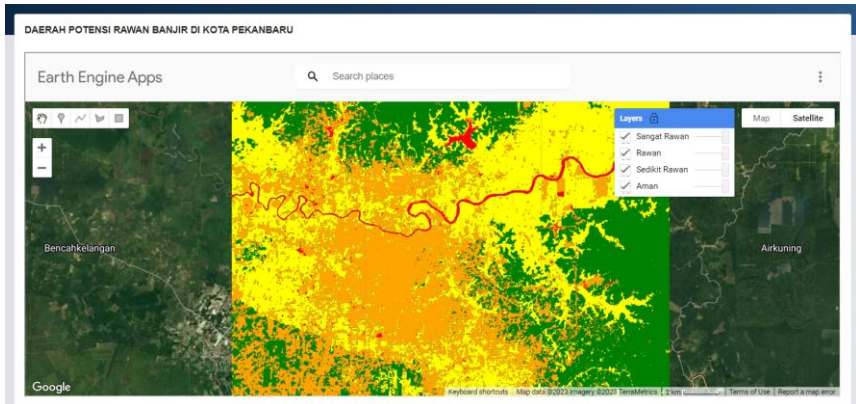 DAERAH POTENSI RAWAN BANJIR DI KOTA PEKANBARU
Earth Engine Apps
Search places
Layers
Map Satellite
Sangat Rawan
Rawan
Sedikit Rawan
Aman
Bencahkelangan
Airkuning
Google
Keyboard shortcuts Map data ©2023 Imagery ©2023 TerraMetrics 2 km Terms of Use Report a map error